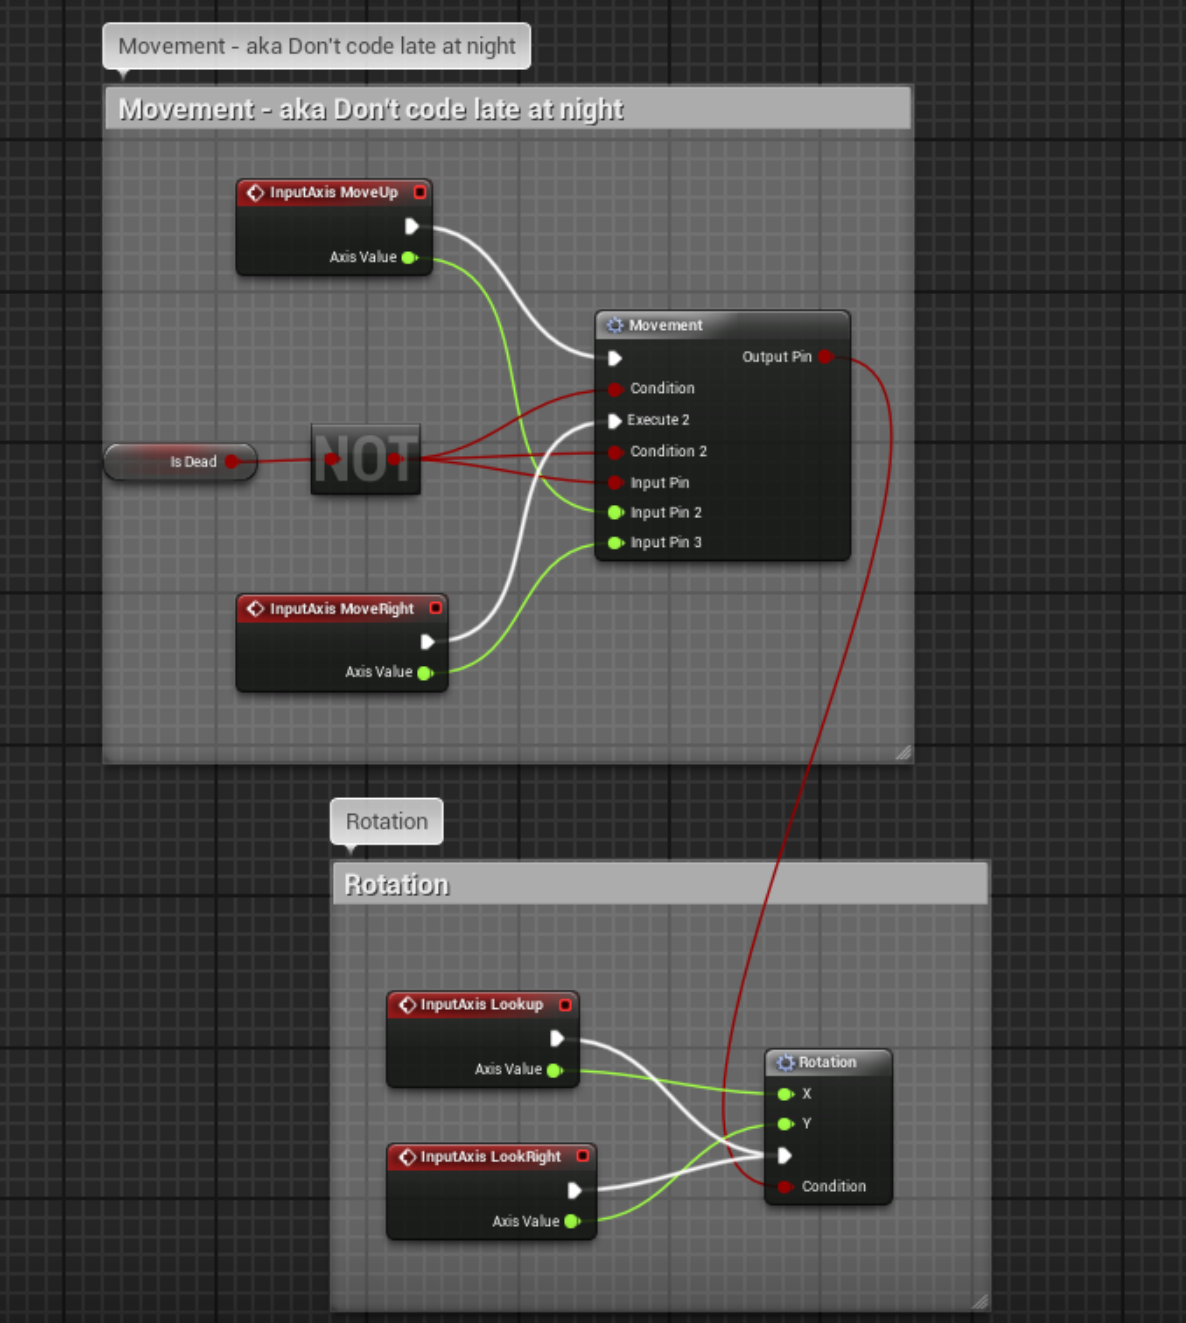 Movement - aka Don't code late at night
Movement - aka Don't code late at night
InputAxis MoveUp
Axis Value
Movement
Output Pin
Condition
Execute 2
Condition 2
Input Pin
Input Pin 2
Input Pin 3
Is Dead
NOT
InputAxis MoveRight
Axis Value
Rotation
Rotation
InputAxis Lookup
Axis Value
Rotation
X
Y
Condition
InputAxis LookRight
Axis Value